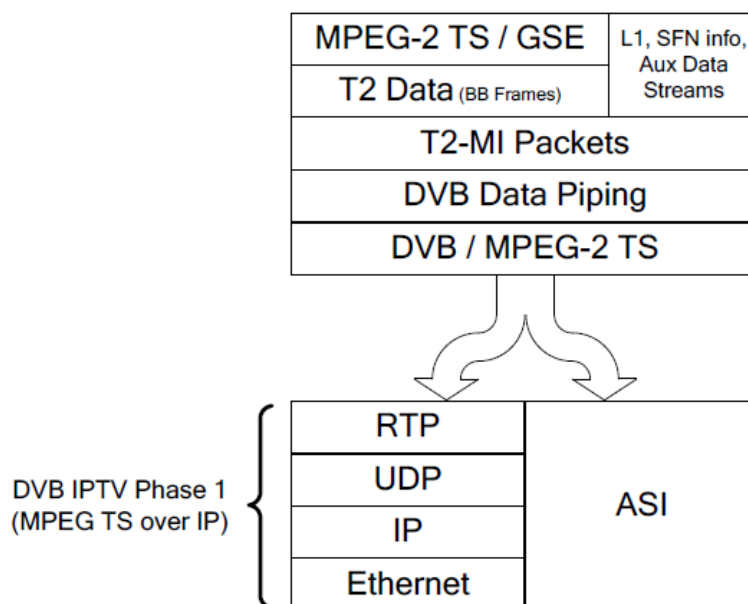 MPEG-2 TS / GSE
L1, SFN info,
Aux Data
Streams
T2 Data (BB Frames)
T2-MI Packets
DVB Data Piping
DVB / MPEG-2 TS
RTP
UDP
IP
Ethernet
ASI
DVB IPTV Phase 1
(MPEG TS over IP)